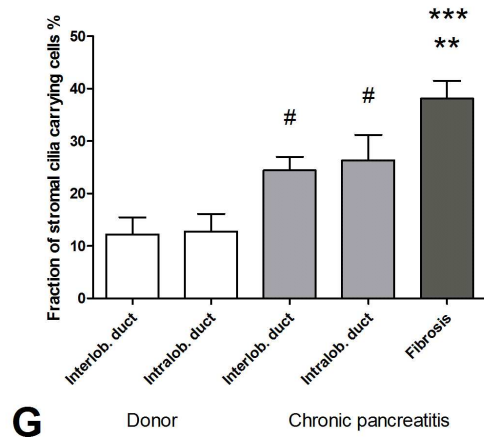 ***
**
50
40
30
20
10
0
Fraction of stromal cilia carrying cells %
#
#
Interlob. duct
Intralob. duct
Interlob. duct
Intralob. duct
Fibrosis
G
Donor
Chronic pancreatitis